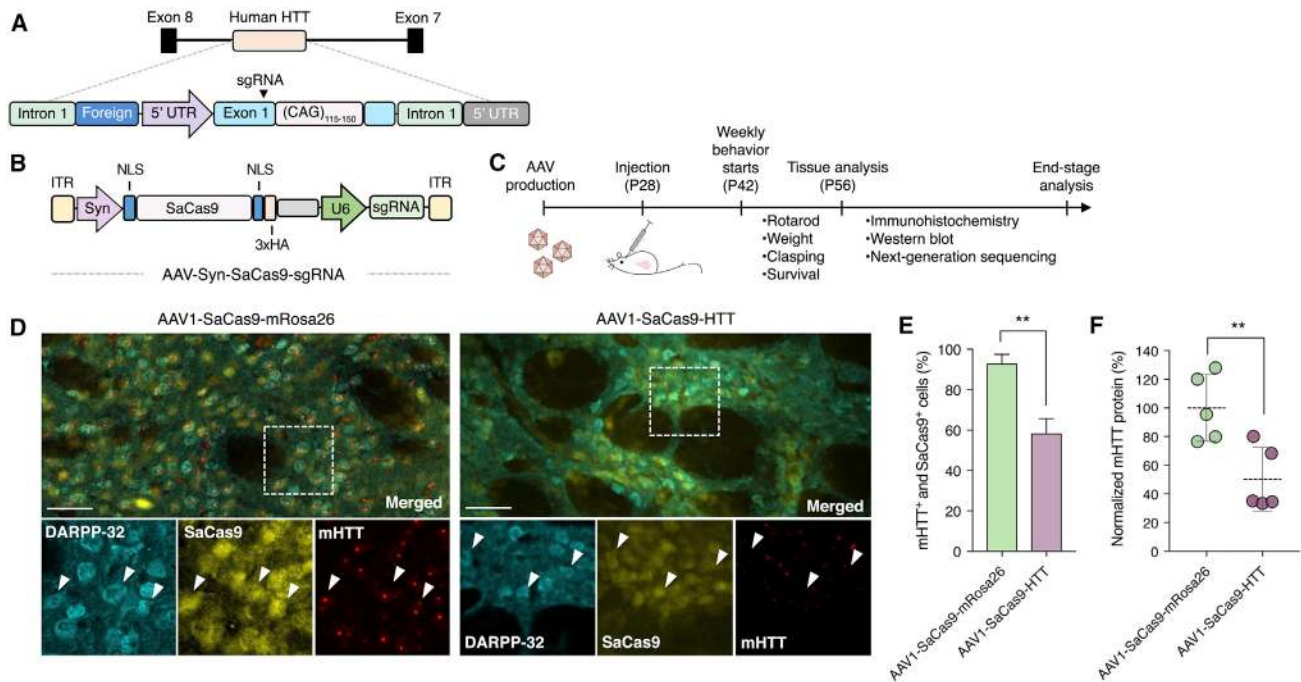 A
Exon 8
Human HTT
Exon 7
sgRNA
Intron 1
Foreign
5' UTR
Exon 1
(CAG)115-150
Intron 1
5' UTR
B
ITR
NLS
NLS
ITR
Syn
SaCas9
U6
sgRNA
3xHA
AAV-Syn-SaCas9-sgRNA
C
AAV
production
Injection
(P28)
Weekly
behavior
starts
(P42)
Tissue analysis
(P56)
End-stage
analysis
•Rotarod
•Weight
•Clasping
•Survival
•Immunohistochemistry
•Western blot
•Next-generation sequencing
D
AAV1-SaCas9-mRosa26
Merged
DARPP-32
SaCas9
mHTT
AAV1-SaCas9-HTT
Merged
DARPP-32
SaCas9
mHTT
E
**
mHTT+ and SaCas9+ cells (%)
100
80
60
40
20
0
AAV1-SaCas9-mRosa26
AAV1-SaCas9-HTT
F
**
Normalized mHTT protein (%)
140
120
100
80
60
40
20
0
AAV1-SaCas9-mRosa26
AAV1-SaCas9-HTT